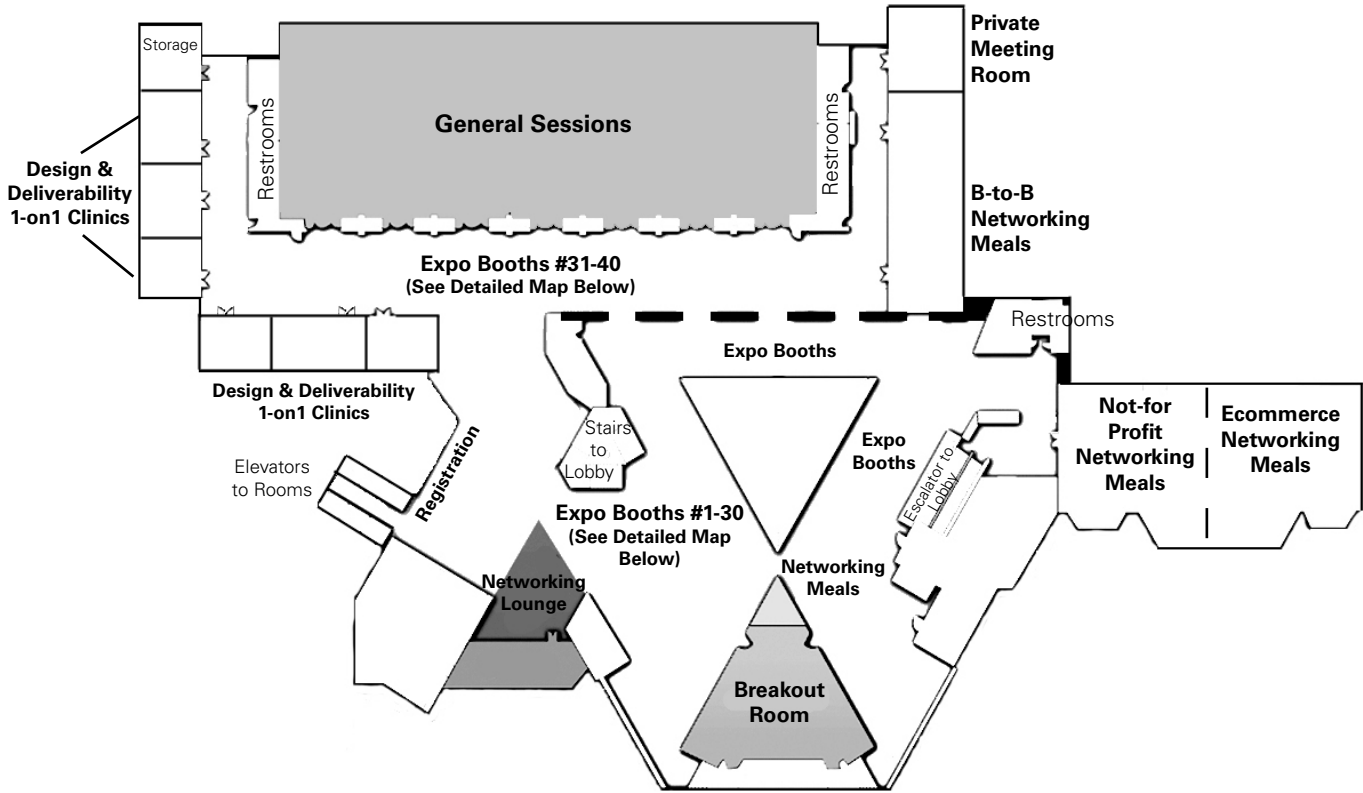 Storage
Private
Meeting
Room
Restrooms
General Sessions
Restrooms
Design &
Deliverability
1-on1 Clinics
B-to-B
Networking
Meals
Expo Booths #31-40
(See Detailed Map Below)
Restrooms
Expo Booths
Design & Deliverability
1-on1 Clinics
Not-for
Profit
Networking
Meals
Ecommerce
Networking
Meals
Stairs
to
Lobby
Expo
Booths
Elevators
to Rooms
Registration
Escalator to
Lobby
Expo Booths #1-30
(See Detailed Map
Below)
Networking
Lounge
Networking
Meals
Breakout
Room